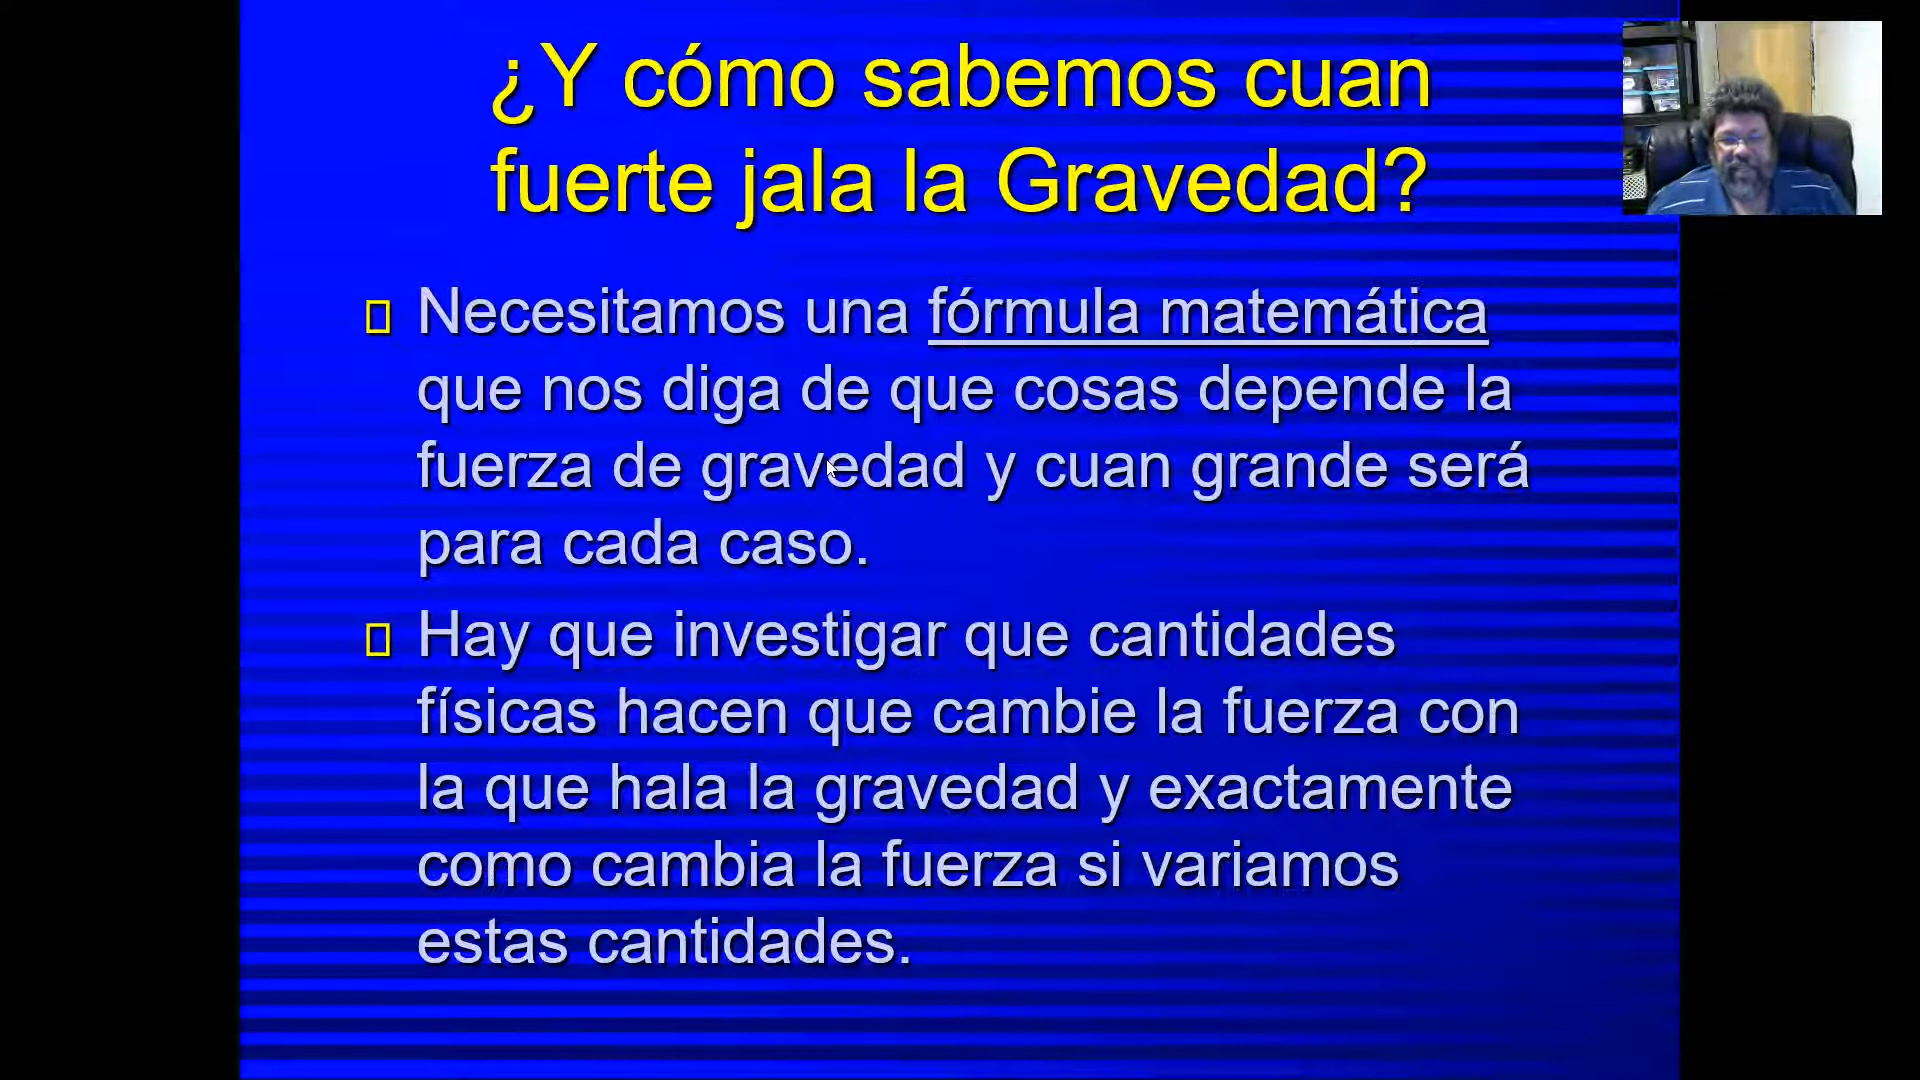 ¿Y cómo sabemos cuan
fuerte jala la Gravedad?
Necesitamos una fórmula matemática
que nos diga de que cosas depende la
fuerza de gravedad y cuan grande será
para cada caso.
Hay que investigar que cantidades
físicas hacen que cambie la fuerza con
la que hala la gravedad y exactamente
como cambia la fuerza si variamos
estas cantidades.